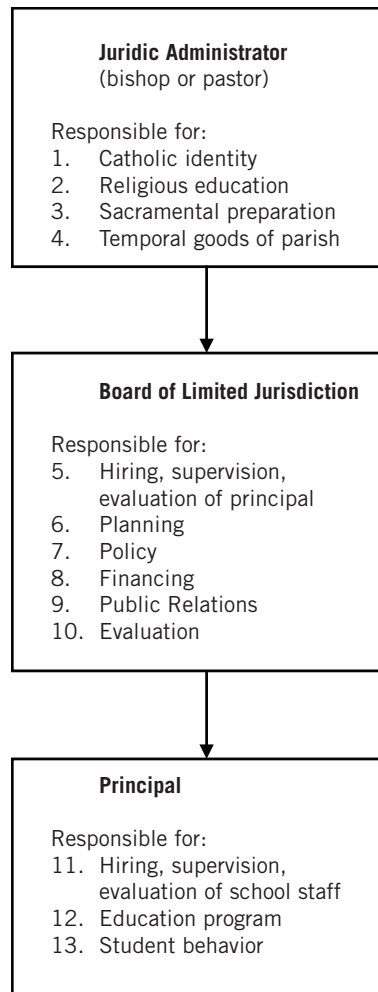 Juridic Administrator
(bishop or pastor)
Responsible for:
1. Catholic identity
2. Religious education
3. Sacramental preparation
4. Temporal goods of parish
Board of Limited Jurisdiction
Responsible for:
5. Hiring, supervision,
evaluation of principal
6. Planning
7. Policy
8. Financing
9. Public Relations
10. Evaluation
Principal
Responsible for:
11. Hiring, supervision,
evaluation of school staff
12. Education program
13. Student behavior